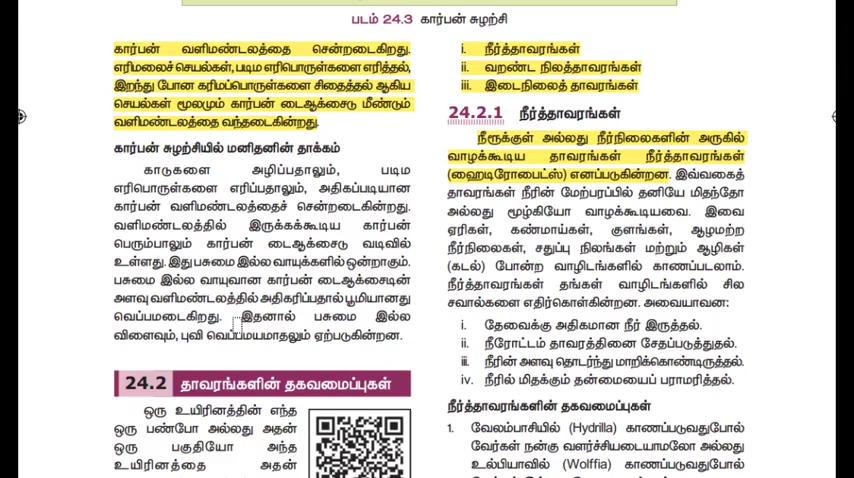 படம் 24.3 கார்பன் சுழற்சி
கார்பன் வளிமண்டலத்தை சென்றடைகிறது.
எரிமலைச் செயல்கள், படிம எரிபொருள்களை எரித்தல்,
இறந்து போன கரிமப்பொருள்களை சிதைத்தல் ஆகிய
செயல்கள் மூலமும் கார்பன் டைஆக்சைடு மீண்டும்
வளிமண்டலத்தை வந்தடைகின்றது.
கார்பன் சுழற்சியில் மனிதனின் தாக்கம்
காடுகளை அழிப்பதாலும், படிம
எரிபொருள்களை எரிப்பதாலும், அதிகப்படியான
கார்பன் வளிமண்டலத்தைச் சென்றடைகின்றது.
வளிமண்டலத்தில் இருக்கக்கூடிய கார்பன்
பெரும்பாலும் கார்பன் டைஆக்சைடு வடிவில்
உள்ளது. இது பசுமை இல்ல வாயுக்களில் ஒன்றாகும்.
பசுமை இல்ல வாயுவான கார்பன் டைஆக்சைடின்
அளவு வளிமண்டலத்தில் அதிகரிப்பதால் பூமியானது
வெப்பமடைகிறது. இதனால் பசுமை இல்ல
விளைவும், புவி வெப்பமயமாதலும் ஏற்படுகின்றன.
24.2 தாவரங்களின் தகவமைப்புகள்
ஒரு உயிரினத்தின் எந்த
ஒரு பண்போ அல்லது அதன்
ஒரு பகுதியோ அந்த
உயிரினத்தை அதன்
i. நீர்த்தாவரங்கள்
ii. வறண்ட நிலத்தாவரங்கள்
iii. இடைநிலைத் தாவரங்கள்
24.2.1 நீர்த்தாவரங்கள்
நீருக்குள் அல்லது நீர்நிலைகளின் அருகில்
வாழக்கூடிய தாவரங்கள் நீர்த்தாவரங்கள்
(ஹைடிரோபைட்ஸ்) எனப்படுகின்றன. இவ்வகைத்
தாவரங்கள் நீரின் மேற்பரப்பில் தனியே மிதந்தோ
அல்லது மூழ்கியோ வாழக்கூடியவை. இவை
ஏரிகள், கண்மாய்கள், குளங்கள், ஆழமற்ற
நீர்நிலைகள், சதுப்பு நிலங்கள் மற்றும் ஆழிகள்
(கடல்) போன்ற வாழிடங்களில் காணப்படலாம்.
நீர்த்தாவரங்கள் தங்கள் வாழிடங்களில் சில
சவால்களை எதிர்கொள்கின்றன. அவையாவன:
i. தேவைக்கு அதிகமான நீர் இருத்தல்.
ii. நீரோட்டம் தாவரத்தினை சேதப்படுத்துதல்.
iii. நீரின் அளவு தொடர்ந்து மாறிக்கொண்டிருத்தல்.
iv. நீரில் மிதக்கும் தன்மையைப் பராமரித்தல்.
நீர்த்தாவரங்களின் தகவமைப்புகள்
1. வேலம்பாசியில் (Hydrilla) காணப்படுவதுபோல்
வேர்கள் நன்கு வளர்ச்சியடையாமலோ அல்லது
உல்பியாவில் (Wolffia) காணப்படுவதுபோல்